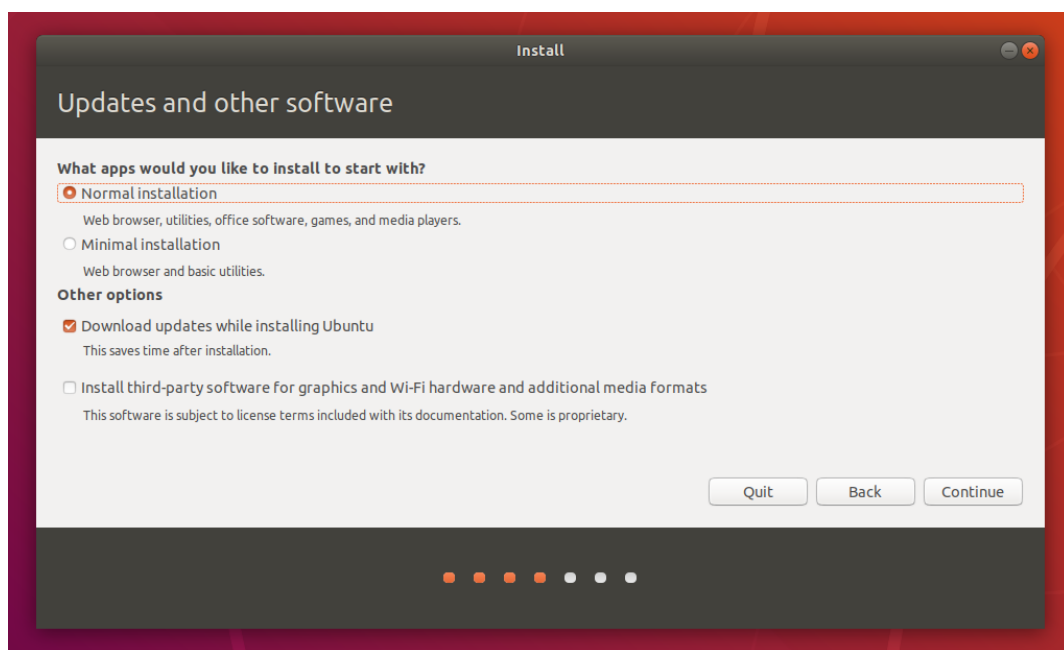 Install
Updates and other software
What apps would you like to install to start with?
Normal installation
Web browser, utilities, office software, games, and media players.
Minimal installation
Web browser and basic utilities.
Other options
Download updates while installing Ubuntu
This saves time after installation.
Install third-party software for graphics and Wi-Fi hardware and additional media formats
This software is subject to license terms included with its documentation. Some is proprietary.
Quit Back Continue